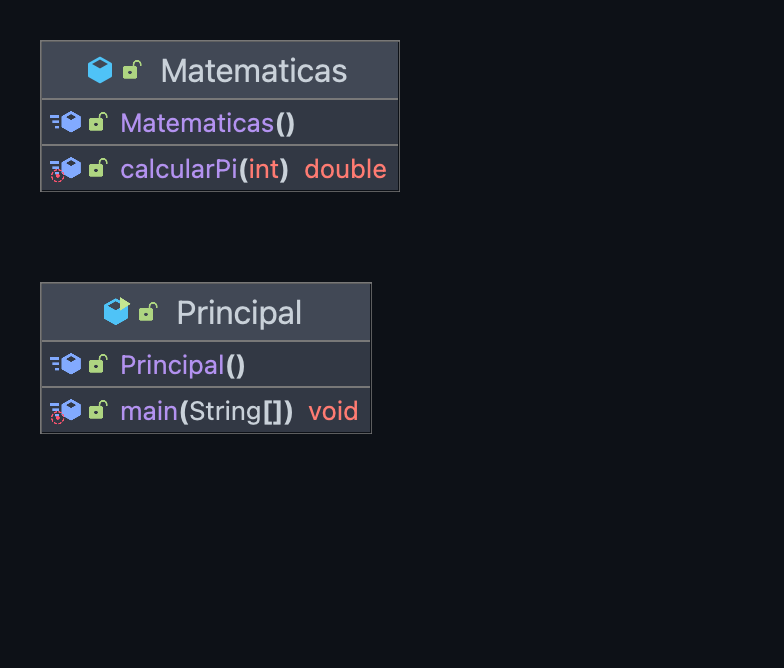 Matematicas
Matematicas()
calcularPi(int) double
Principal
Principal()
main(String[]) void